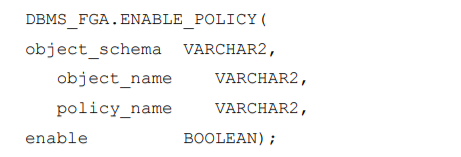 DBMS_FGA.ENABLE_POLICY(
object_schema VARCHAR2,
object_name VARCHAR2,
policy_name VARCHAR2,
enable BOOLEAN);